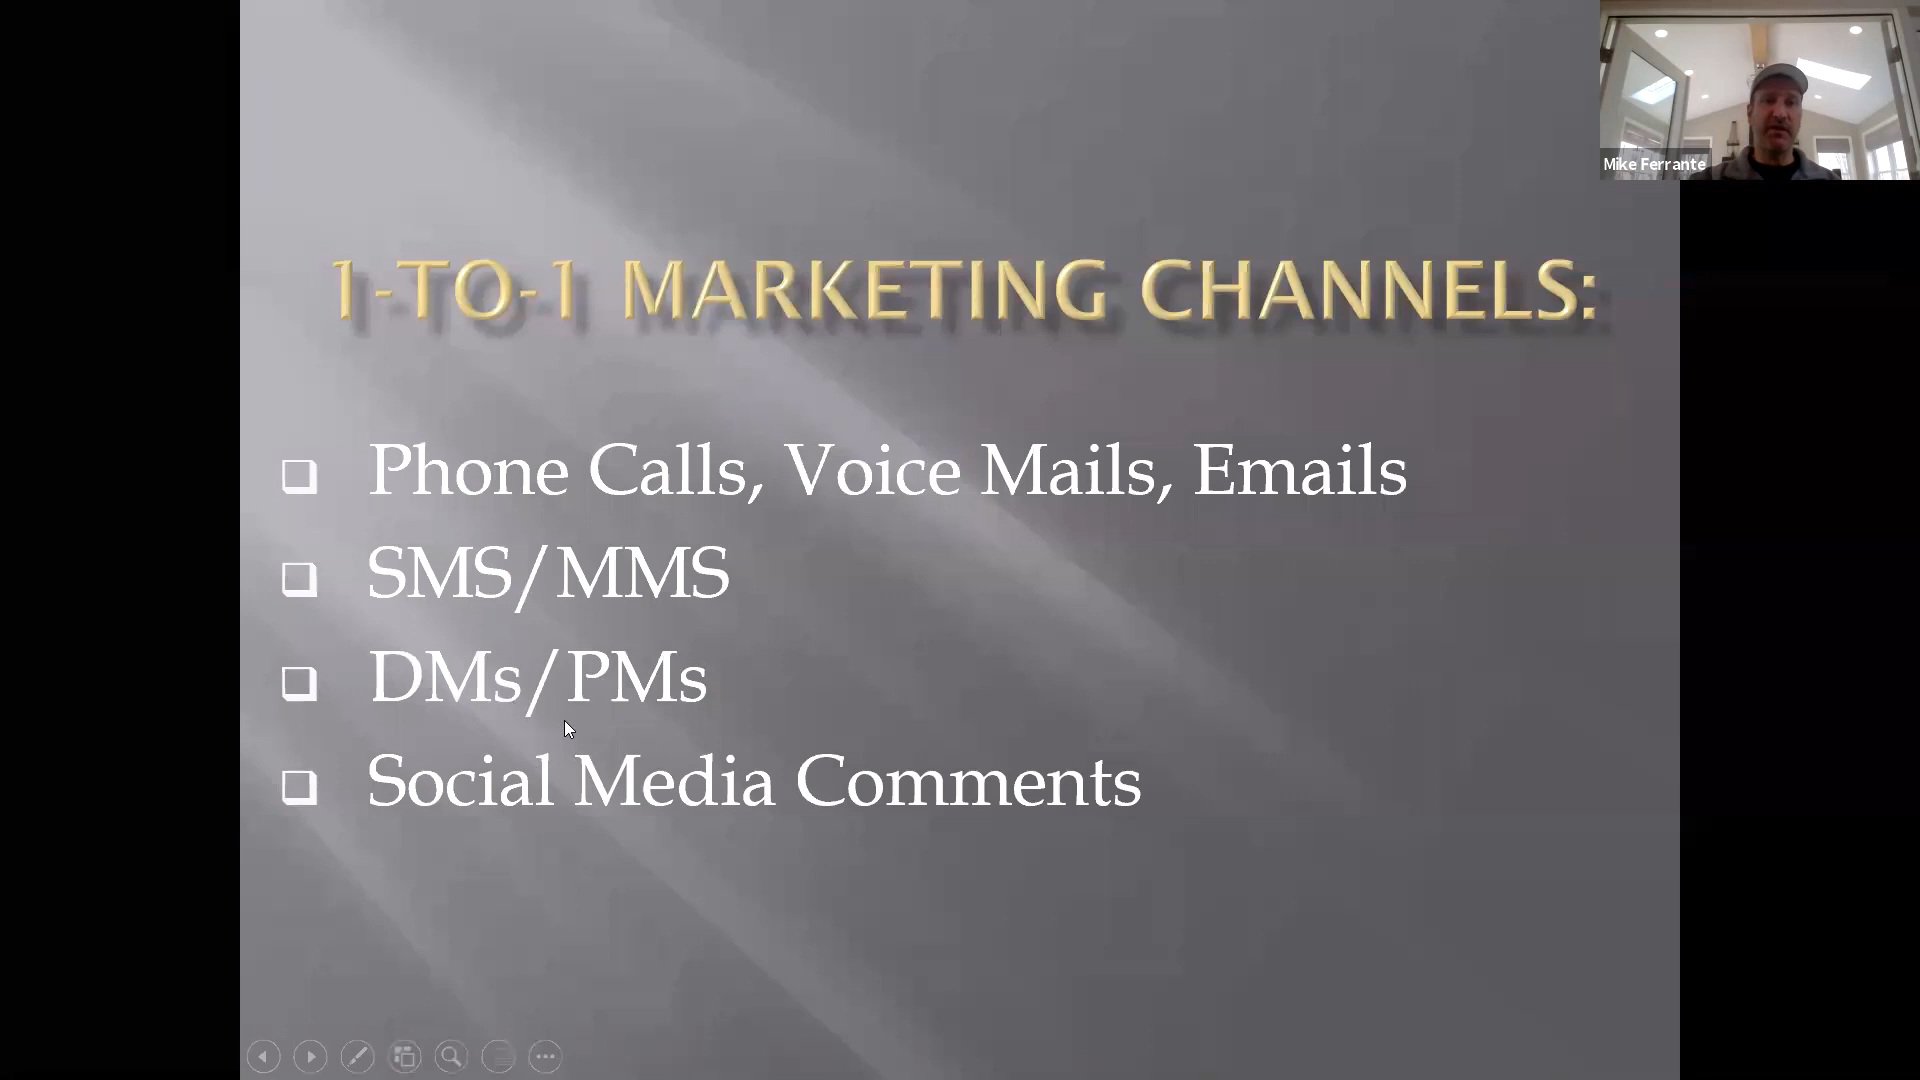 Mike Ferrante
1-TO-1 MARKETING CHANNELS:
Phone Calls, Voice Mails, Emails
SMS/MMS
DMs/PMs
Social Media Comments